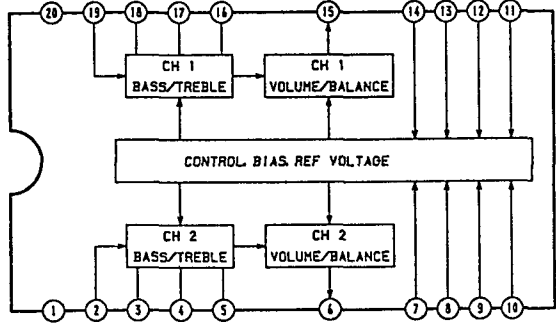 20 19 18 17 16 15 14 13 12 11
CH 1
BASS/TREBLE
CH 1
VOLUME/BALANCE
CONTROL, BIAS, REF VOLTAGE
CH 2
BASS/TREBLE
CH 2
VOLUME/BALANCE
1 2 3 4 5 6 7 8 9 10